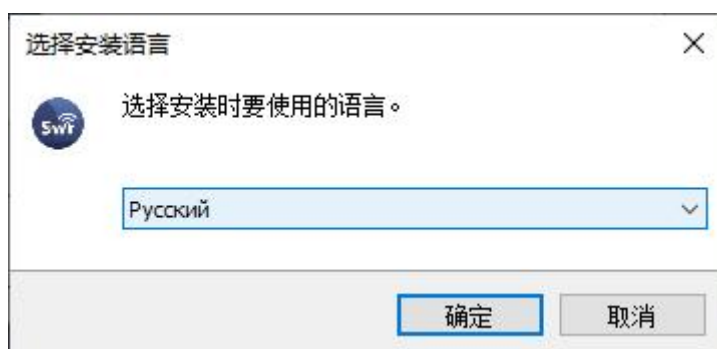 选择安装语言
选择安装时要使用的语言。
Swr
Русский
确定
取消